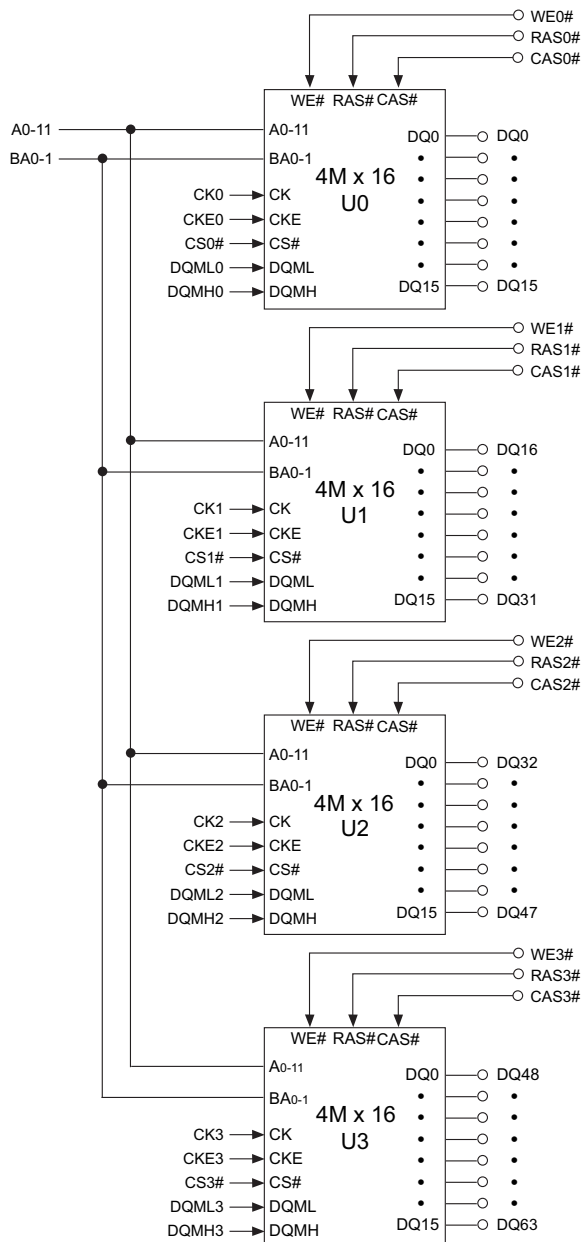 WE0#
RAS0#
CAS0#
WE# RAS# CAS#
A0-11 A0-11 DQ0 DQ0
BA0-1 BA0-1
4M x 16
U0
CK0 CK
CKE0 CKE
CS0# CS#
DQML0 DQML
DQMH0 DQMH DQ15 DQ15
WE1#
RAS1#
CAS1#
WE# RAS# CAS#
A0-11 DQ0 DQ16
BA0-1
4M x 16
U1
CK1 CK
CKE1 CKE
CS1# CS#
DQML1 DQML
DQMH1 DQMH DQ15 DQ31
WE2#
RAS2#
CAS2#
WE# RAS# CAS#
A0-11 DQ0 DQ32
BA0-1
4M x 16
U2
CK2 CK
CKE2 CKE
CS2# CS#
DQML2 DQML
DQMH2 DQMH DQ15 DQ47
WE3#
RAS3#
CAS3#
WE# RAS# CAS#
A0-11 DQ0 DQ48
BA0-1
4M x 16
U3
CK3 CK
CKE3 CKE
CS3# CS#
DQML3 DQML
DQMH3 DQMH DQ15 DQ63